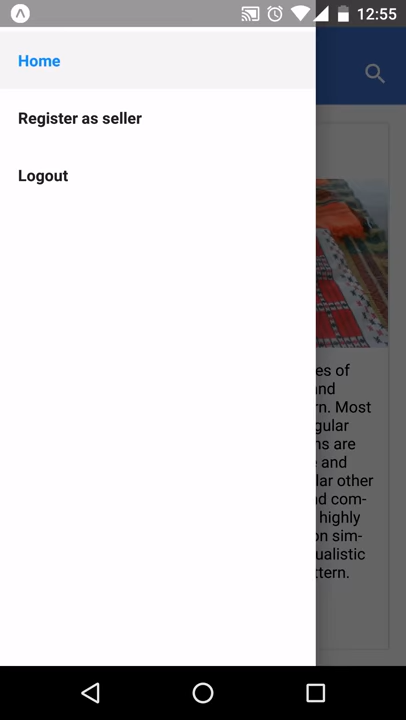 12:55
Home
Register as seller
Logout
es of
and
rn. Most
gular
ns are
e and
lar other
d com-
highly
on sim-
ualistic
ttern.